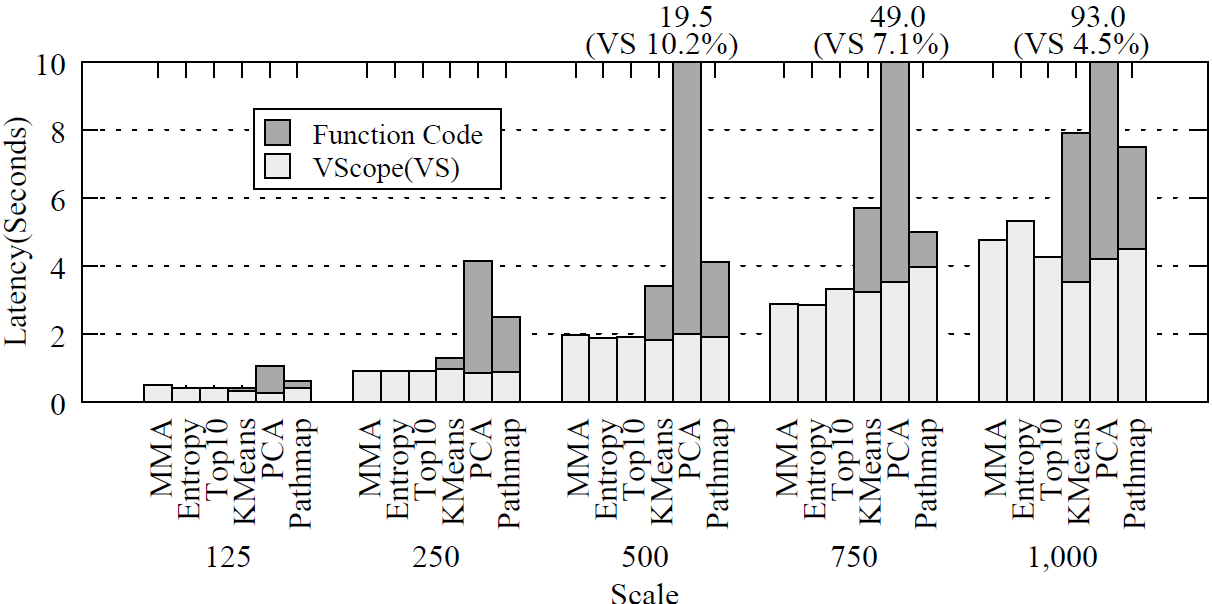 19.5 49.0 93.0
(VS 10.2%) (VS 7.1%) (VS 4.5%)
10
8
6
4
2
0
Latency(Seconds)
Function Code
VScope(VS)
MMA Entropy Top10 KMeans PCA Pathmap MMA Entropy Top10 KMeans PCA Pathmap MMA Entropy Top10 KMeans PCA Pathmap MMA Entropy Top10 KMeans PCA Pathmap MMA Entropy Top10 KMeans PCA Pathmap
125 250 500 750 1,000
Scale